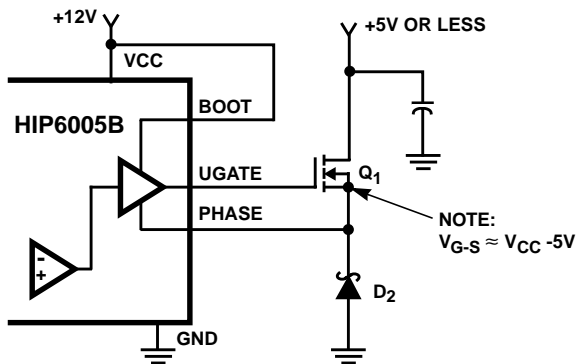 +12V
+5V OR LESS
VCC
BOOT
HIP6005B
UGATE
Q1
PHASE
NOTE:
VG-S ≈ VCC -5V
-
+
D2
GND